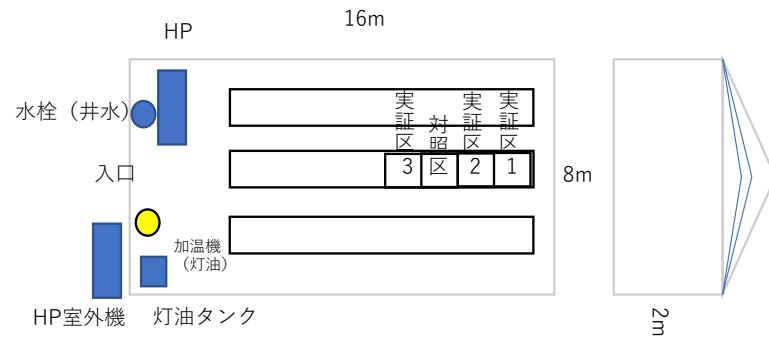 16m
HP
水栓（井水）
実証区
3
対照区
実証区
2
実証区
1
入口
8m
加温機
（灯油）
HP室外機
灯油タンク
2m